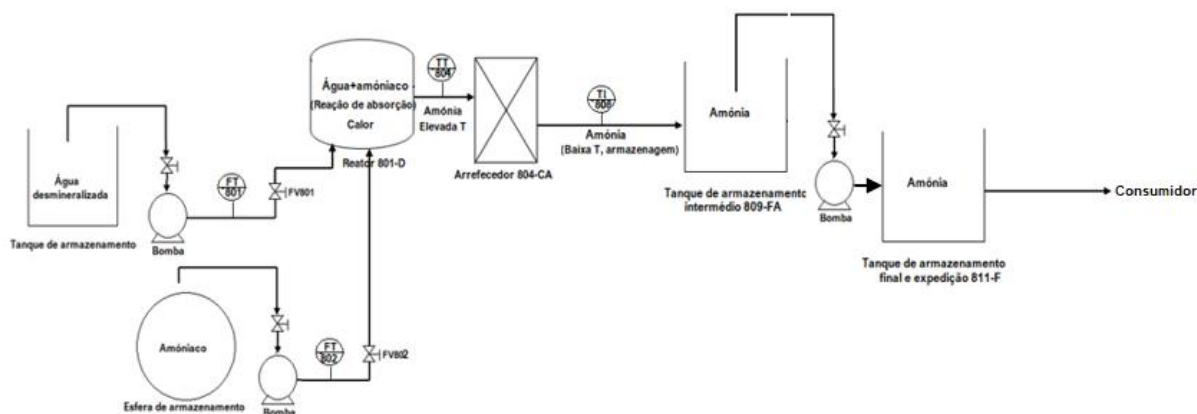 Água
desmineralizada
Tanque de armazenamento
Bomba
FT
801
FV801
Amóniaco
Esfera de armazenamento
Bomba
FT
802
FV802
Água+amóniaco
(Reação de absorção)
Calor
Reator 801-D
TT
804
Amónia
Elevada T
Arrefecedor 804-CA
TI
Amónia
(Baixa T, armazenagem)
Amónia
Tanque de armazenamento
intermédio 809-FA
Bomba
Amónia
Tanque de armazenamento
final e expedição 811-F
Consumidor